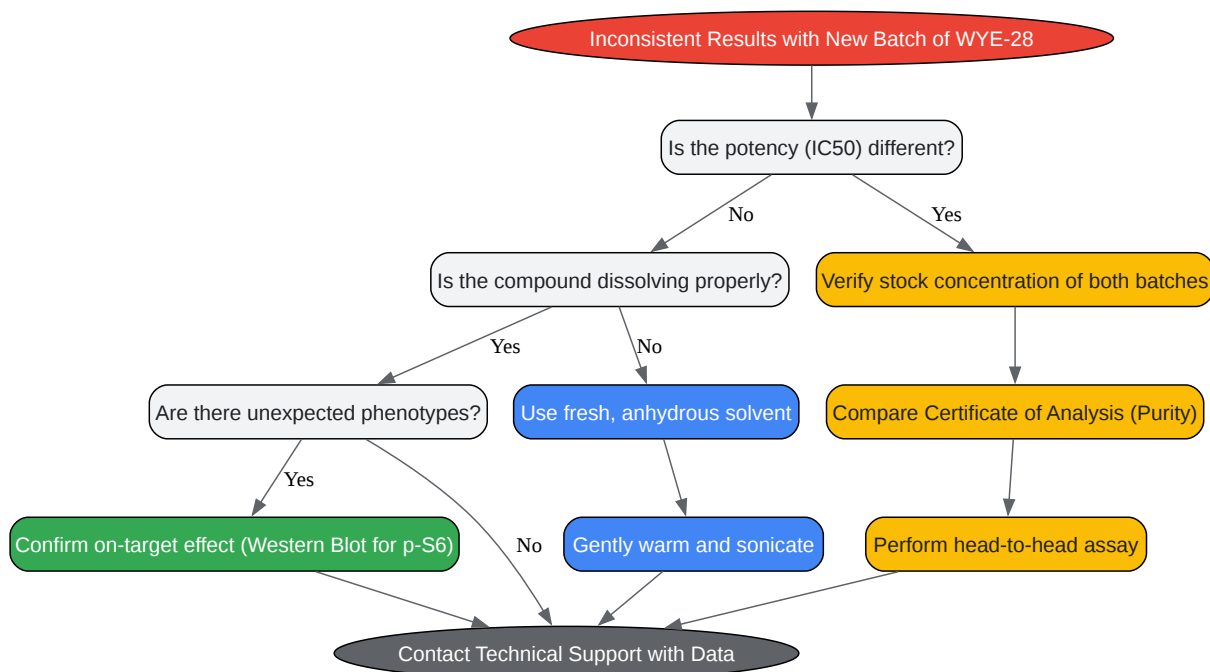 Inconsistent Results with New Batch of WYE-28
Is the potency (IC50) different?
No
Yes
Is the compound dissolving properly?
Verify stock concentration of both batches
Yes
No
Are there unexpected phenotypes?
Use fresh, anhydrous solvent
Compare Certificate of Analysis (Purity)
Yes
No
Confirm on-target effect (Western Blot for p-S6)
Gently warm and sonicate
Perform head-to-head assay
Contact Technical Support with Data